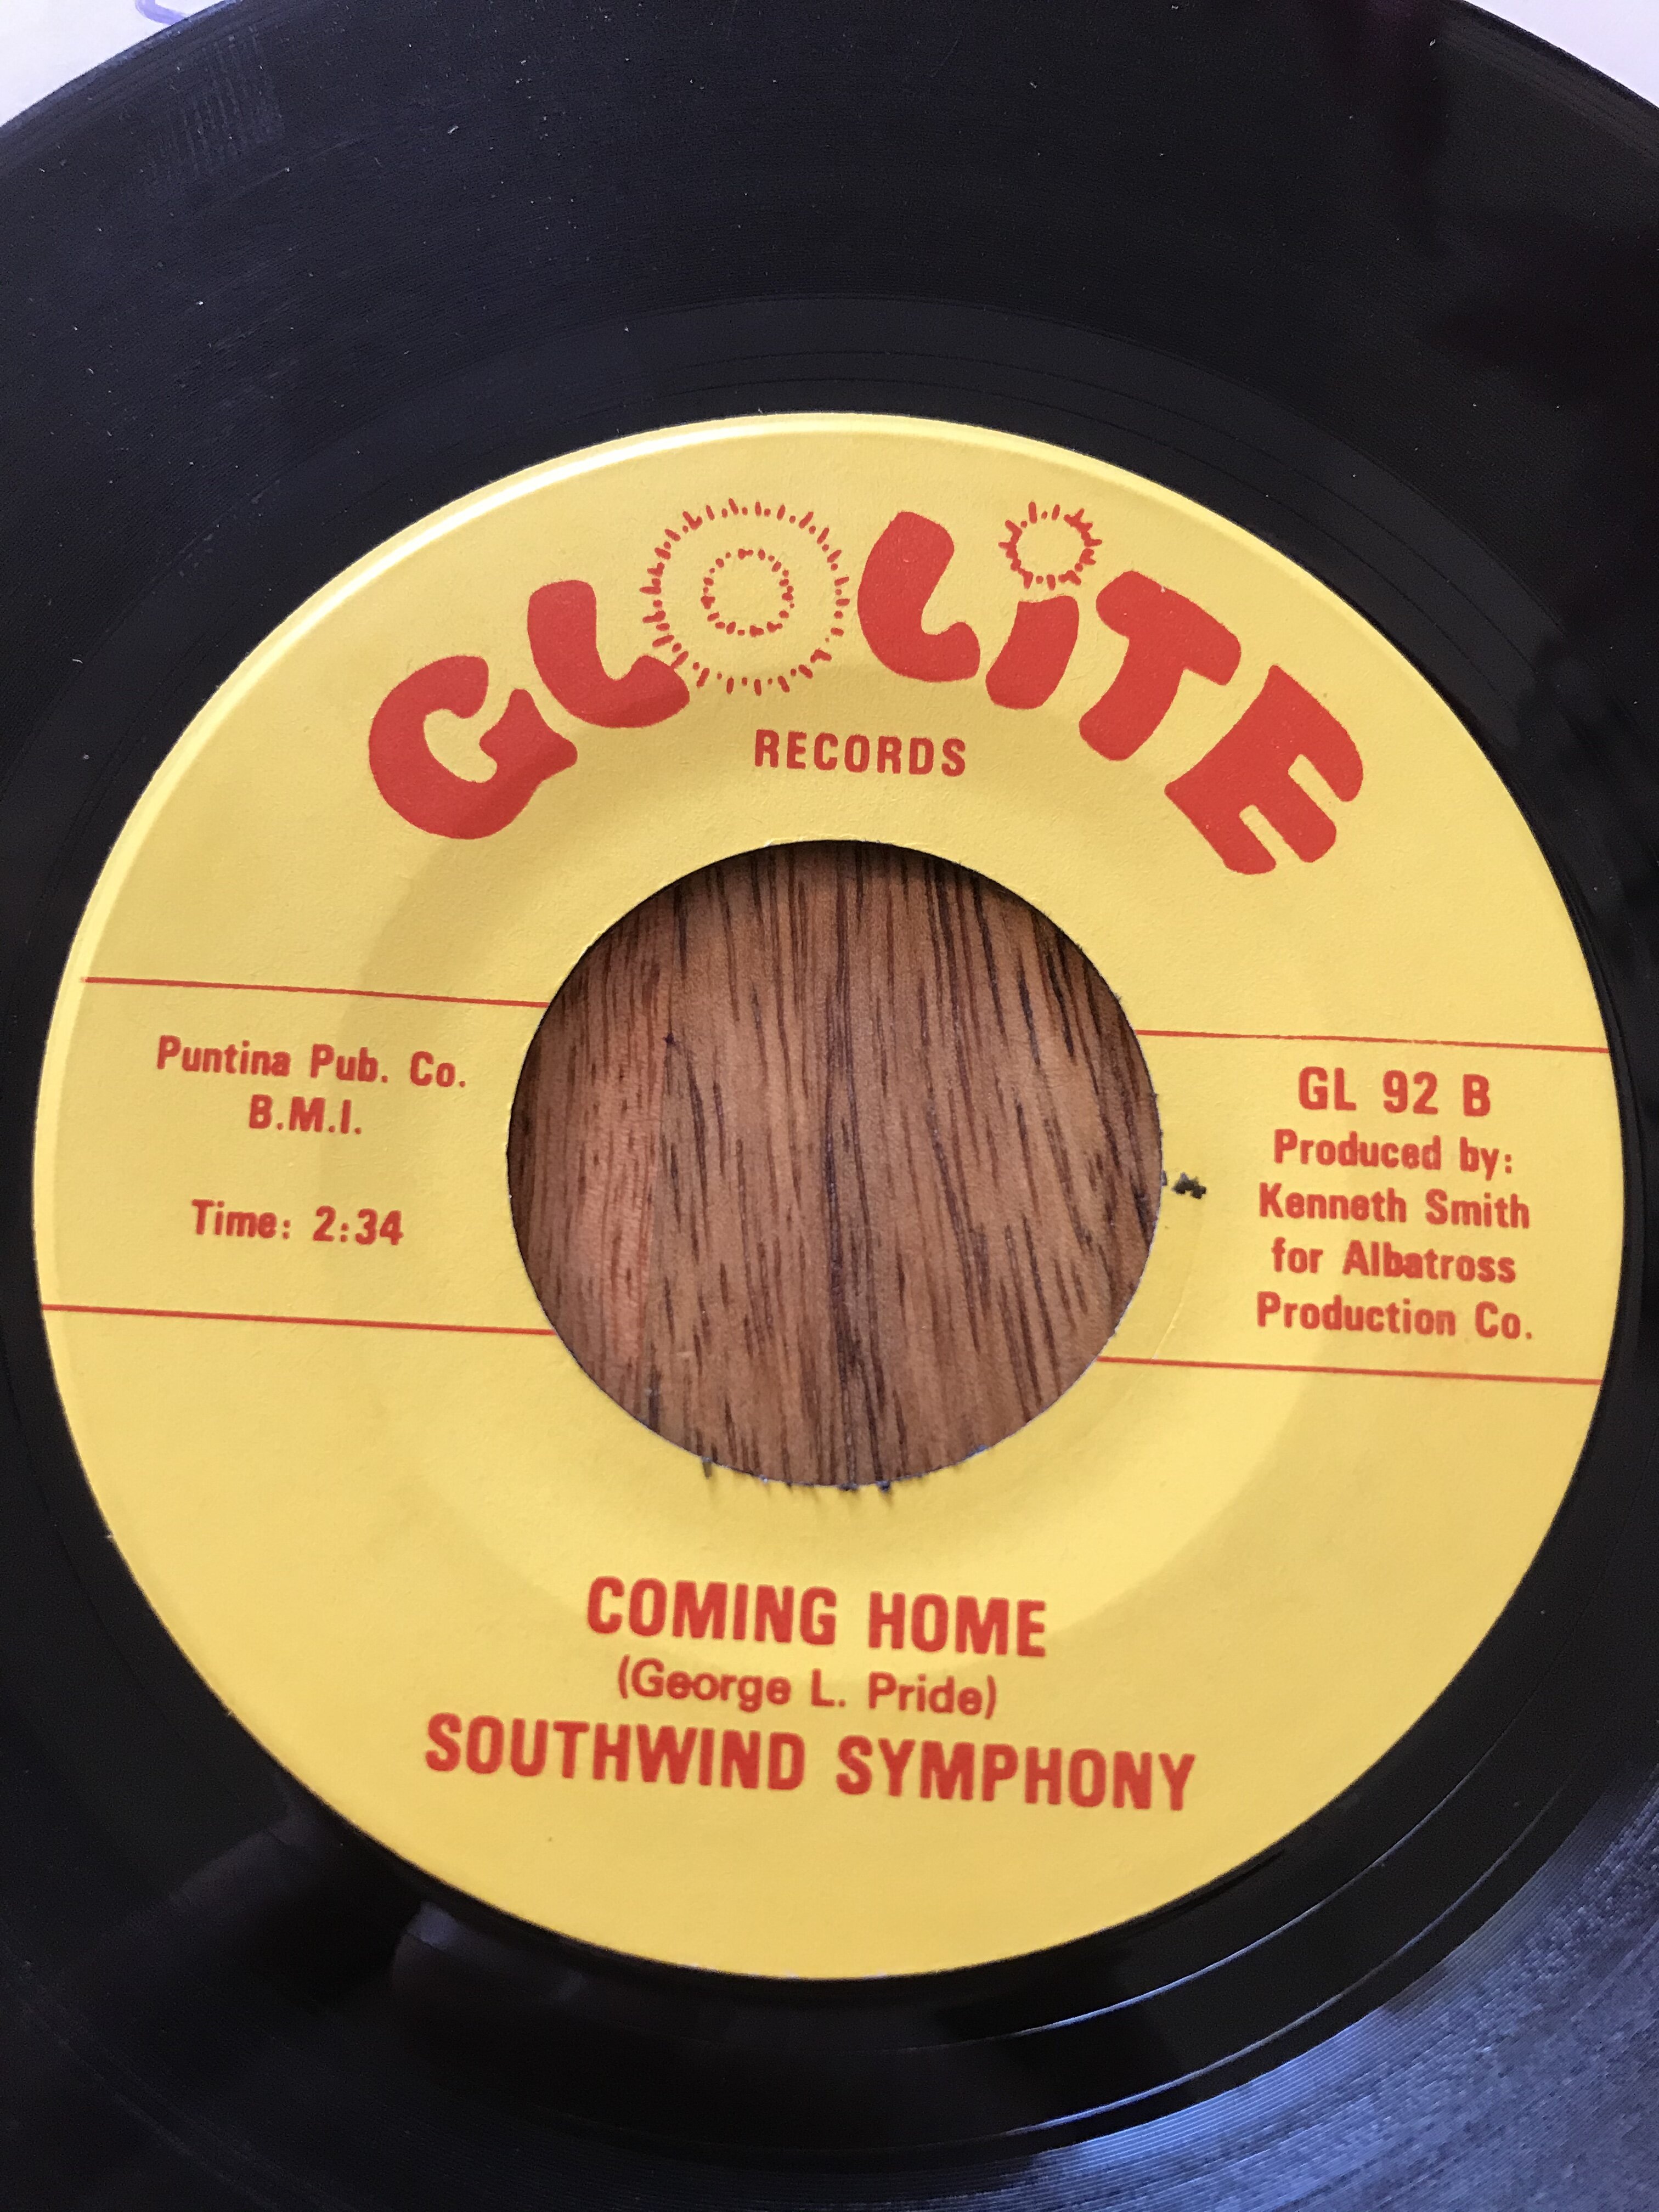 GLOLiTE
RECORDS
Puntina Pub. Co.
B.M.I.
Time: 2:34
GL 92 B
Produced by:
Kenneth Smith
for Albatross
Production Co.
COMING HOME
(George L. Pride)
SOUTHWIND SYMPHONY